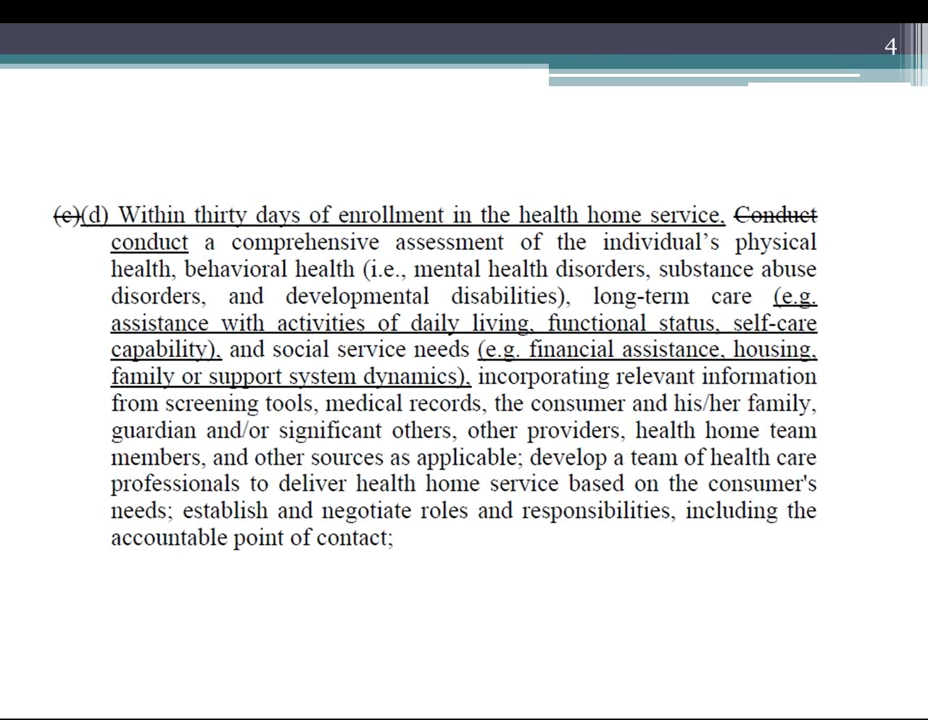 4
(c)(d) Within thirty days of enrollment in the health home service, Conduct
conduct a comprehensive assessment of the individual's physical
health, behavioral health (i.e., mental health disorders, substance abuse
disorders, and developmental disabilities), long-term care (e.g.
assistance with activities of daily living, functional status, self-care
capability), and social service needs (e.g. financial assistance, housing,
family or support system dynamics), incorporating relevant information
from screening tools, medical records, the consumer and his/her family,
guardian and/or significant others, other providers, health home team
members, and other sources as applicable; develop a team of health care
professionals to deliver health home service based on the consumer's
needs; establish and negotiate roles and responsibilities, including the
accountable point of contact;